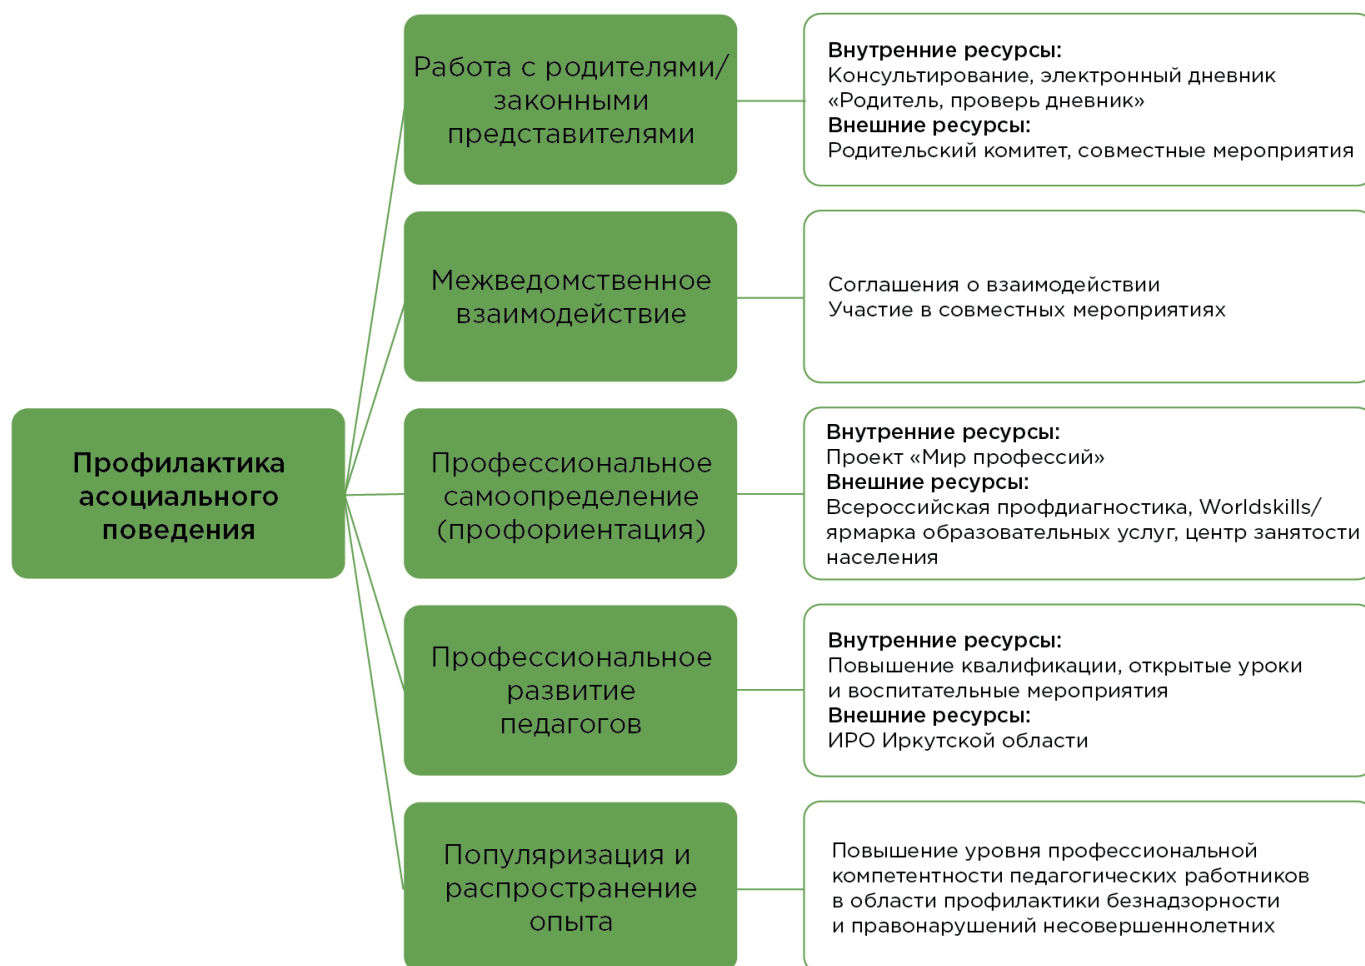 Профилактика
асоциального
поведения
Работа с родителями/
законными
представителями
Внутренние ресурсы:
Консультирование, электронный дневник
«Родитель, проверь дневник»
Внешние ресурсы:
Родительский комитет, совместные мероприятия
Межведомственное
взаимодействие
Соглашения о взаимодействии
Участие в совместных мероприятиях
Профессиональное
самоопределение
(профориентация)
Внутренние ресурсы:
Проект «Мир профессий»
Внешние ресурсы:
Всероссийская профдиагностика, Worldskills/
ярмарка образовательных услуг, центр занятости
населения
Профессиональное
развитие
педагогов
Внутренние ресурсы:
Повышение квалификации, открытые уроки
и воспитательные мероприятия
Внешние ресурсы:
ИРО Иркутской области
Популяризация и
распространение
опыта
Повышение уровня профессиональной
компетентности педагогических работников
в области профилактики безнадзорности
и правонарушений несовершеннолетних